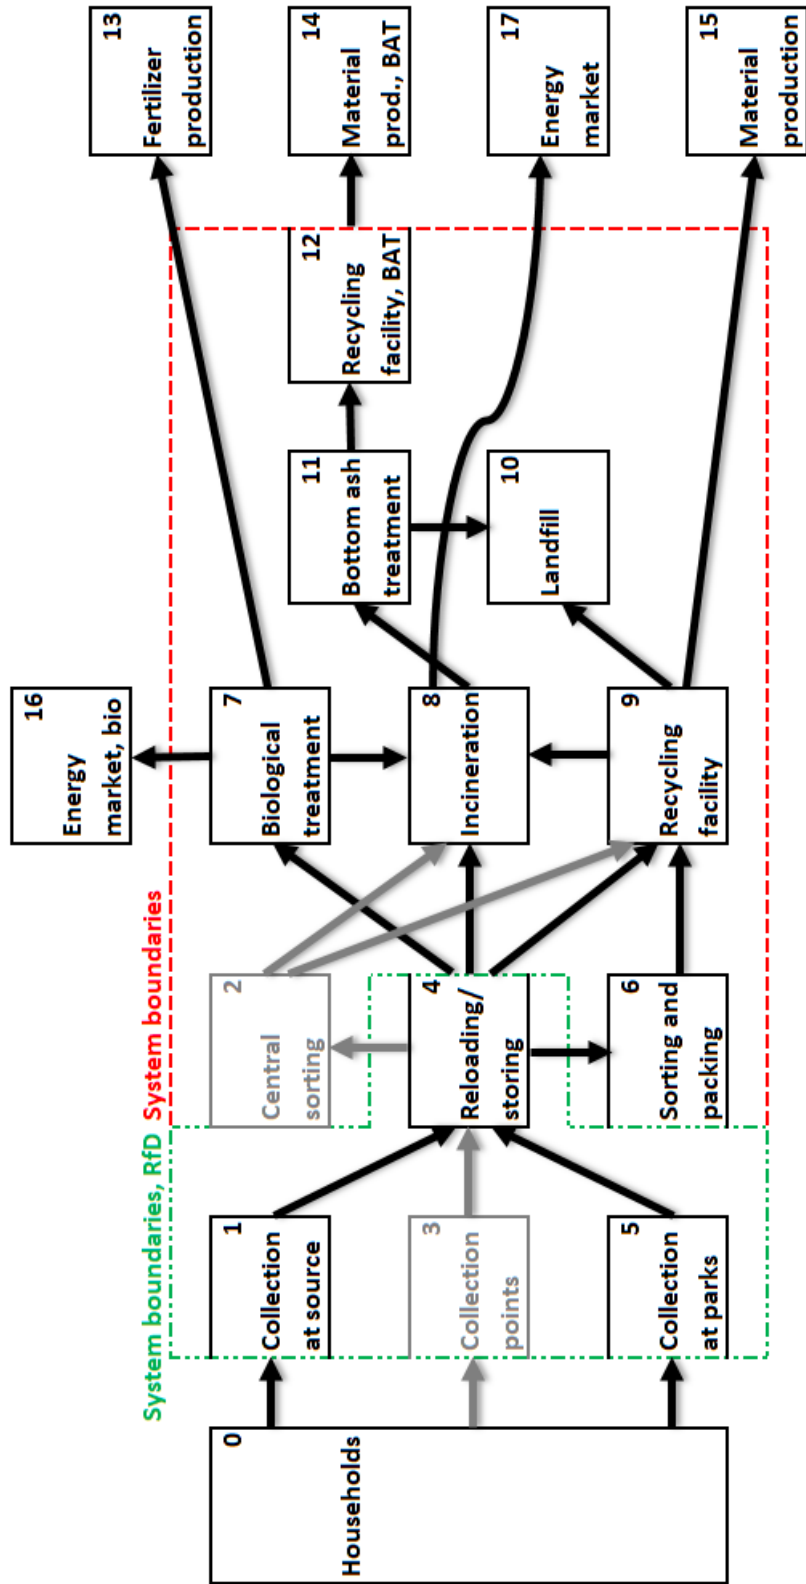 System boundaries, RfD
System boundaries
0
Households
1
Collection
at source
3
Collection
points
5
Collection
at parks
2
Central
sorting
4
Reloading/
storing
6
Sorting and
packing
16
Energy
market, bio
7
Biological
treatment
8
Incineration
9
Recycling
facility
11
Bottom ash
treatment
10
Landfill
12
Recycling
facility, BAT
13
Fertilizer
production
14
Material
prod., BAT
17
Energy
market
15
Material
production